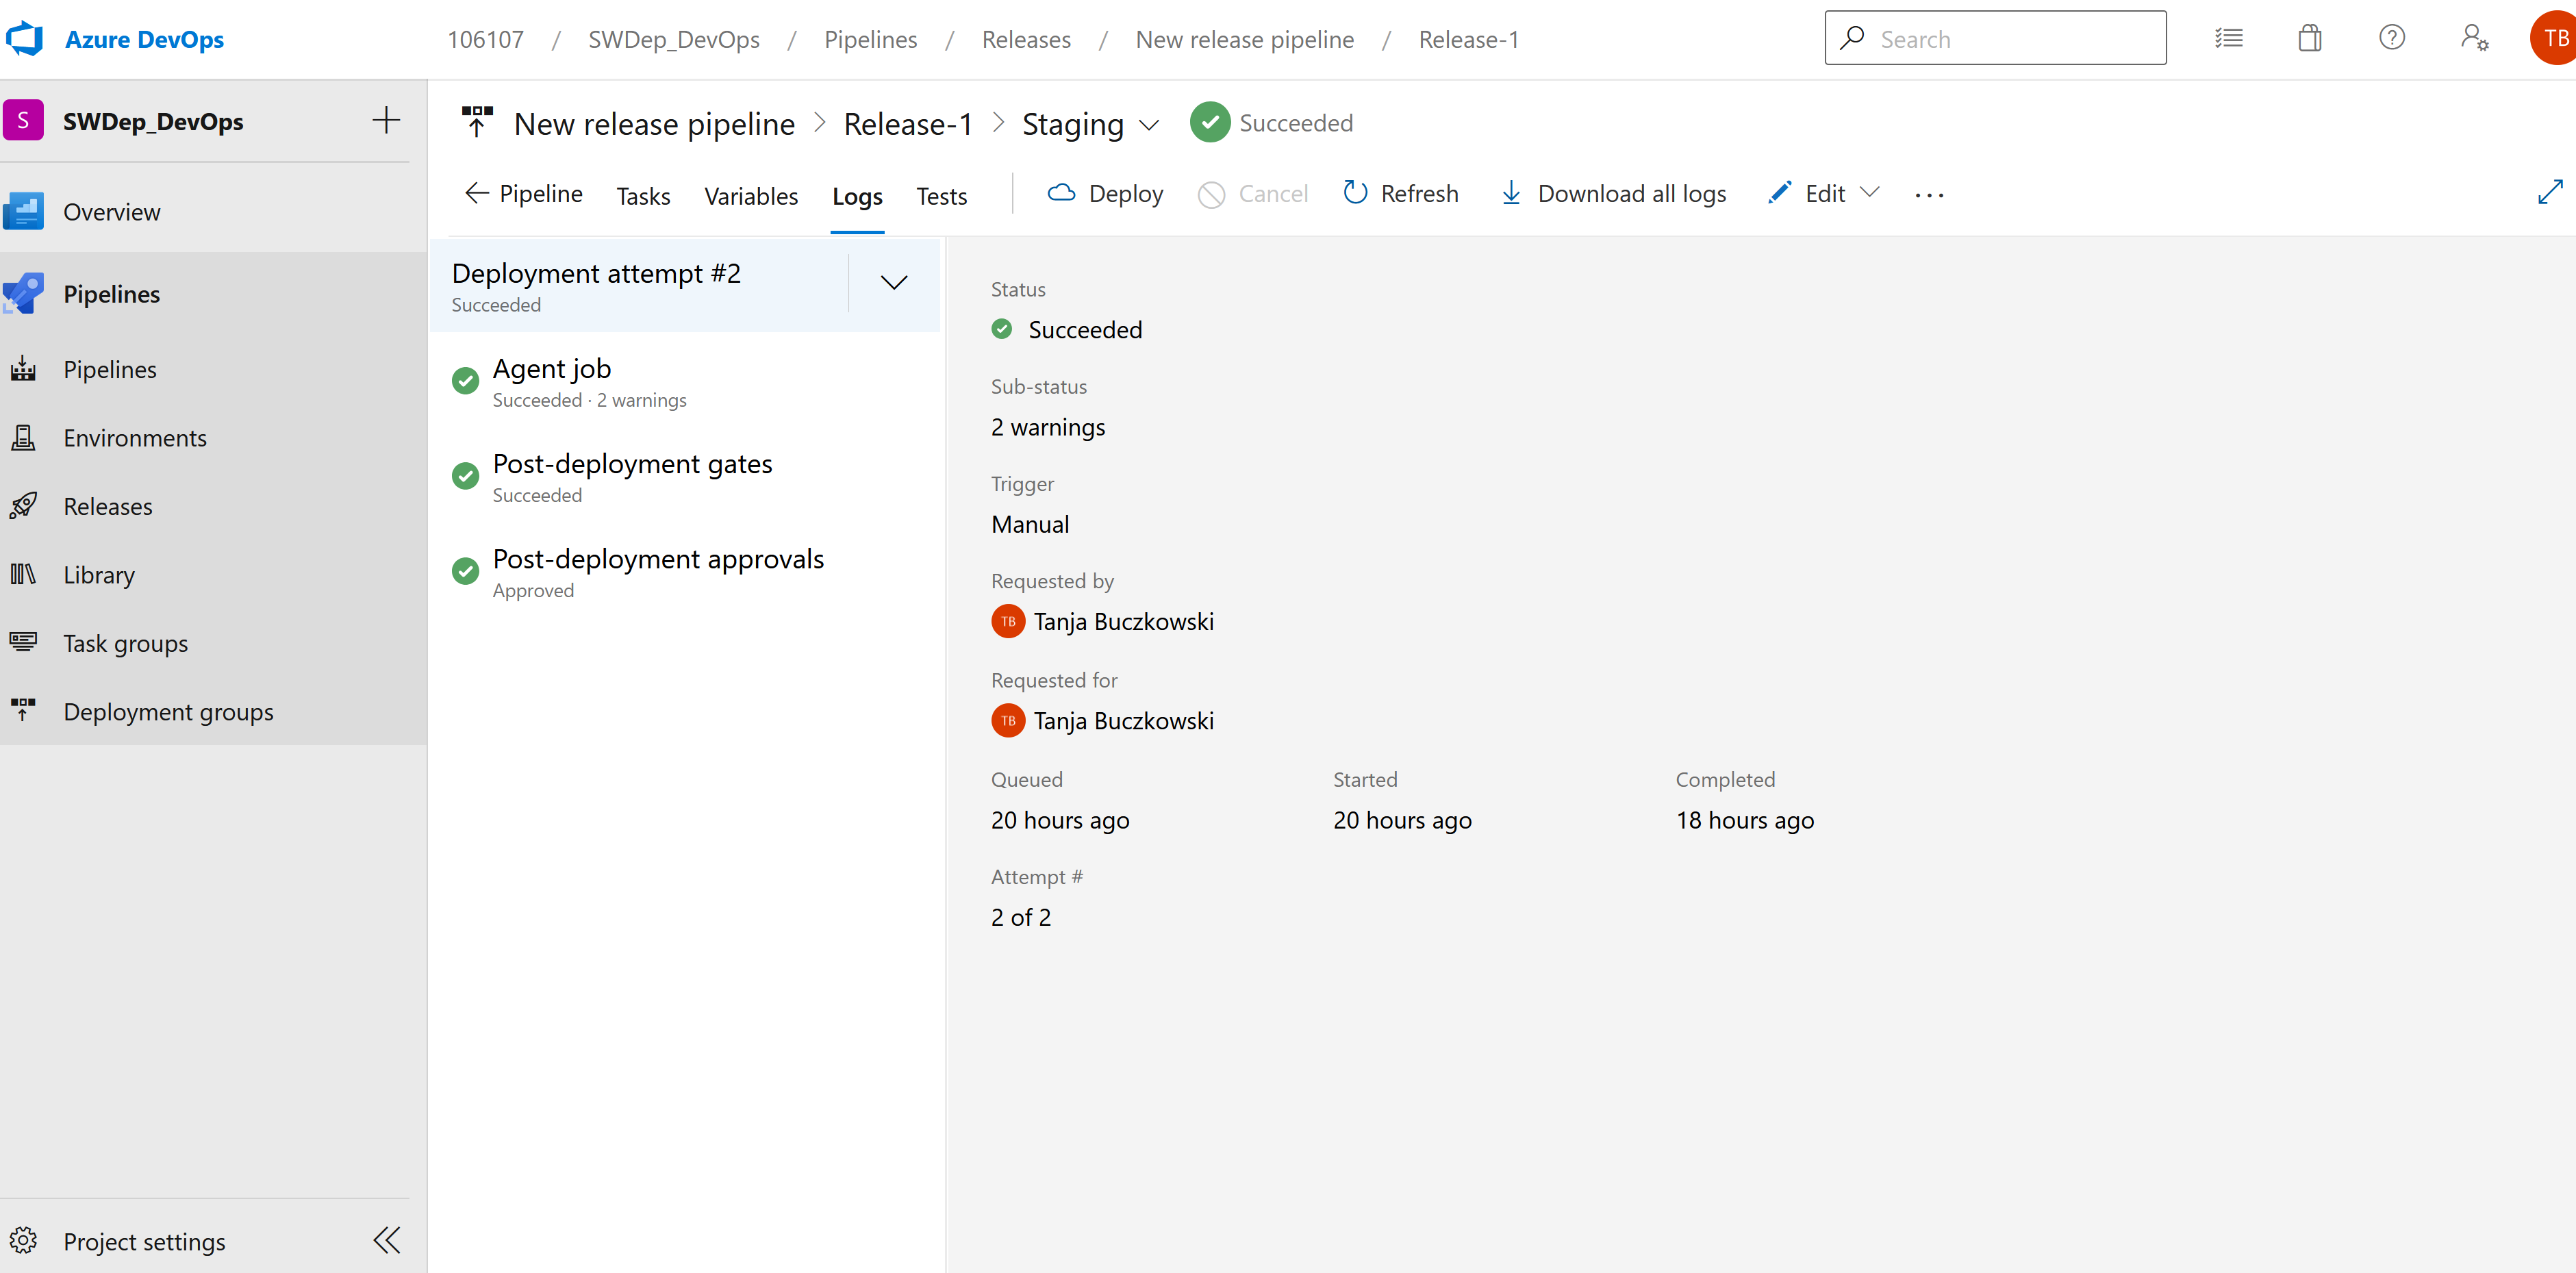 Azure DevOps
106107 / SWDep_DevOps / Pipelines / Releases / New release pipeline / Release-1
Search
TB
S SWDep_DevOps
Overview
Pipelines
Pipelines
Environments
Releases
Library
Task groups
Deployment groups
Project settings
New release pipeline > Release-1 > Staging Succeeded
Pipeline Tasks Variables Logs Tests Deploy Cancel Refresh Download all logs Edit ...
Deployment attempt #2
Succeeded
Agent job
Succeeded · 2 warnings
Post-deployment gates
Succeeded
Post-deployment approvals
Approved
Status
Succeeded
Sub-status
2 warnings
Trigger
Manual
Requested by
TB Tanja Buczkowski
Requested for
TB Tanja Buczkowski
Queued Started Completed
20 hours ago 20 hours ago 18 hours ago
Attempt #
2 of 2